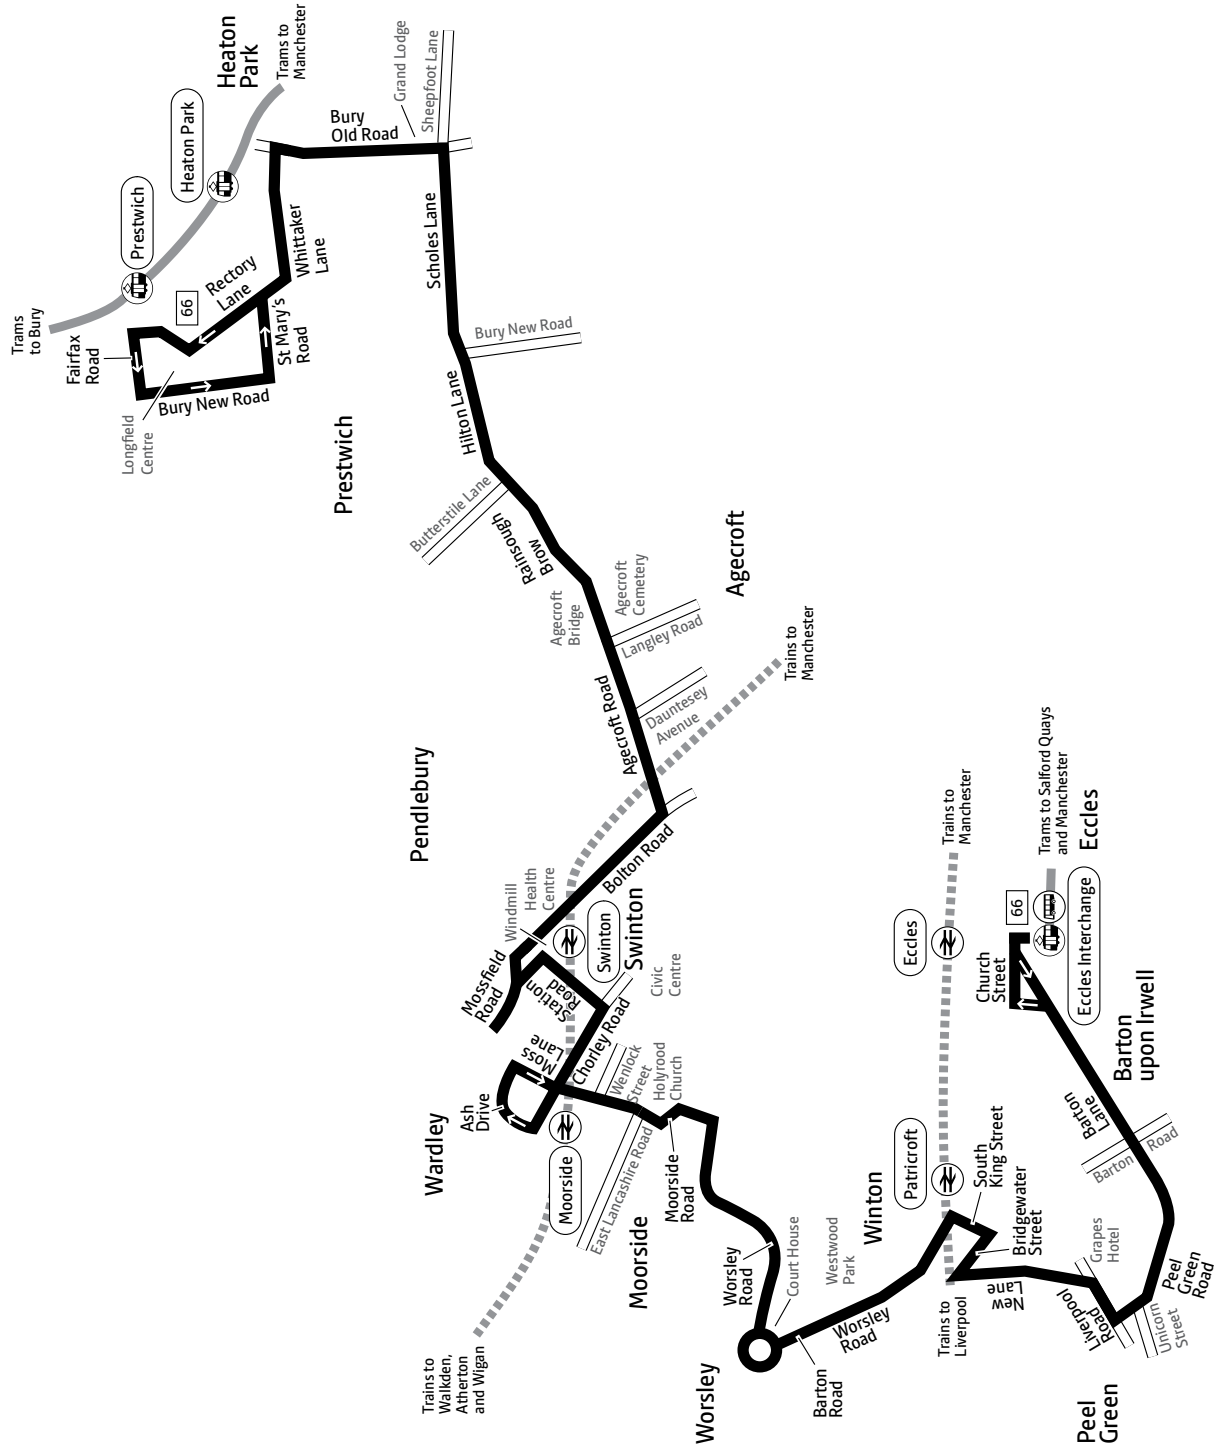 Trams to
Manchester
Heaton
Park
Grand Lodge
Sheepfoot Lane
Bury
Old Road
Heaton Park
Prestwich
Trams
to Bury
66
Rectory
Lane
Whittaker
Lane
Scholes Lane
Fairfax
Road
St Mary's
Road
Bury New Road
Longfield
Centre
Bury New Road
Hilton Lane
Prestwich
Butterstile Lane
Rainsough
Brow
Agecroft
Bridge
Agecroft
Cemetery
Agecroft
Langley Road
Agecroft Road
Dauntesey
Avenue
Trains to
Manchester
Pendlebury
Bolton Road
Windmill
Health
Centre
Swinton
Swinton
Mossfield
Road
Station
Road
Civic
Centre
Chorley Road
Moss
Lane
Wenlock
Street
Holyrood
Church
Ash
Drive
Wardley
Moorside
East Lancashire Road
Moorside
Road
Moorside
Trains to
Walkden,
Atherton
and Wigan
Worsley
Road
Court House
Worsley
Barton
Road
Worsley
Road
Westwood
Park
Winton
Patricroft
Trains to
Liverpool
South
King Street
Bridgewater
Street
New
Lane
Grapes
Hotel
Liverpool
Road
Unicorn
Street
Peel
Green
Road
Peel
Green
Barton Road
Barton
Lane
Barton
upon Irwell
Church
Street
Eccles Interchange
66
Eccles
Trains to
Manchester
Trams to Salford Quays
and Manchester
Eccles